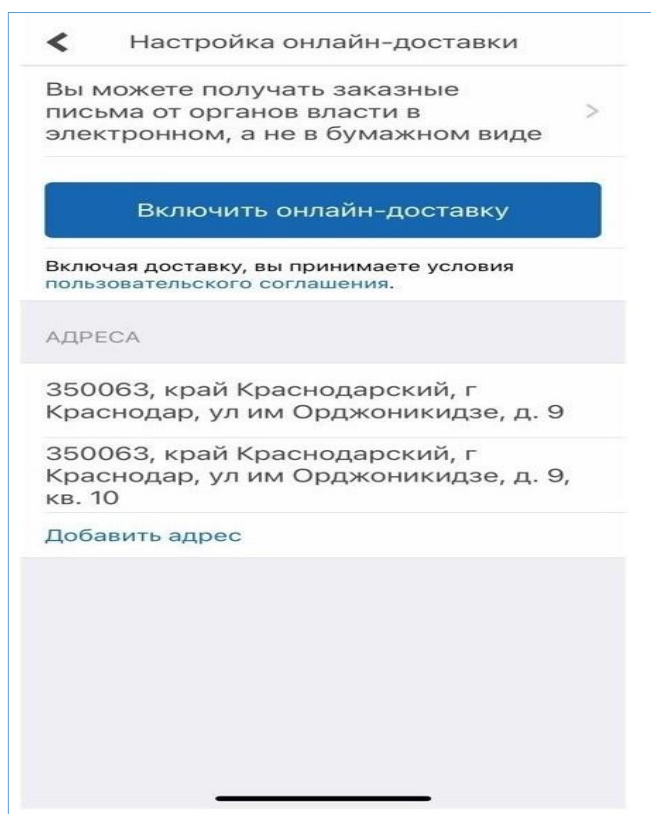 Настройка онлайн-доставки
Вы можете получать заказные
письма от органов власти в
электронном, а не в бумажном виде
Включить онлайн-доставку
Включая доставку, вы принимаете условия
пользовательского соглашения.
АДРЕСА
350063, край Краснодарский, г
Краснодар, ул им Орджоникидзе, д. 9
350063, край Краснодарский, г
Краснодар, ул им Орджоникидзе, д. 9,
кв. 10
Добавить адрес